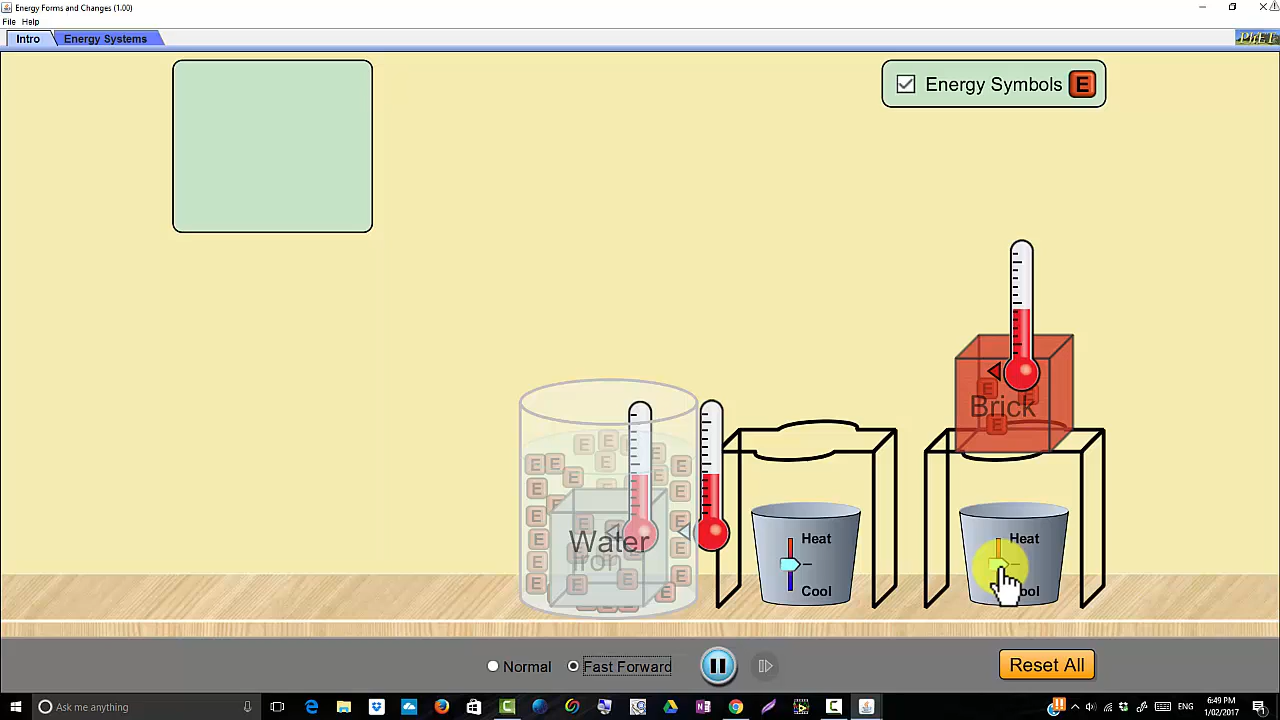 Energy Forms and Changes (1.00)
File Help
Intro Energy Systems
PhET
Energy Symbols E
Brick
E
E
E
Water
Iron
Heat
Cool
Heat
ool
Normal Fast Forward Reset All
Ask me anything
ENG
6:49 PM
1/02/2017